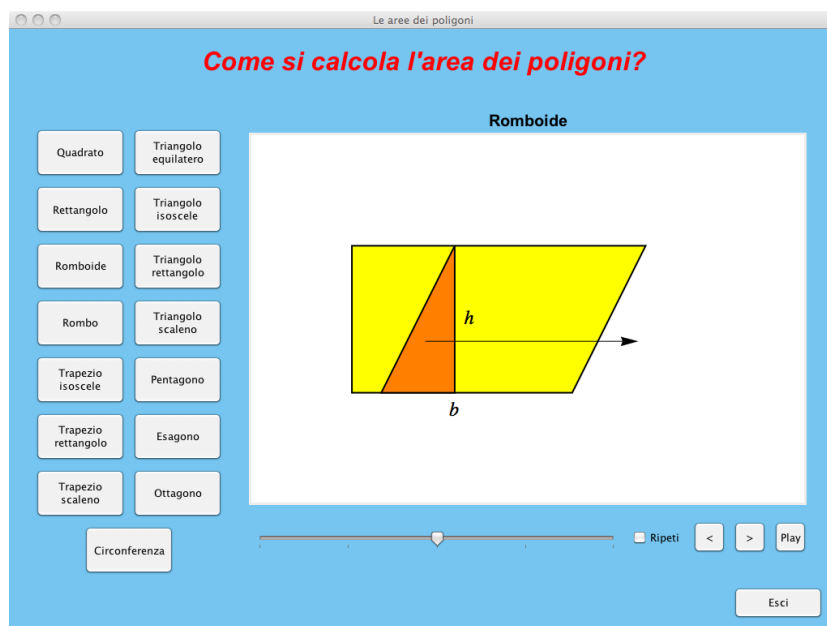 Le aree dei poligoni
Come si calcola l'area dei poligoni?
Romboide
Quadrato
Triangolo
equilatero
Rettangolo
Triangolo
isoscele
Romboide
Triangolo
rettangolo
Rombo
Triangolo
scaleno
Trapezio
isoscele
Pentagono
Trapezio
rettangolo
Esagono
Trapezio
scaleno
Ottagono
Circonferenza
h
b
Ripeti
<
>
Play
Esci